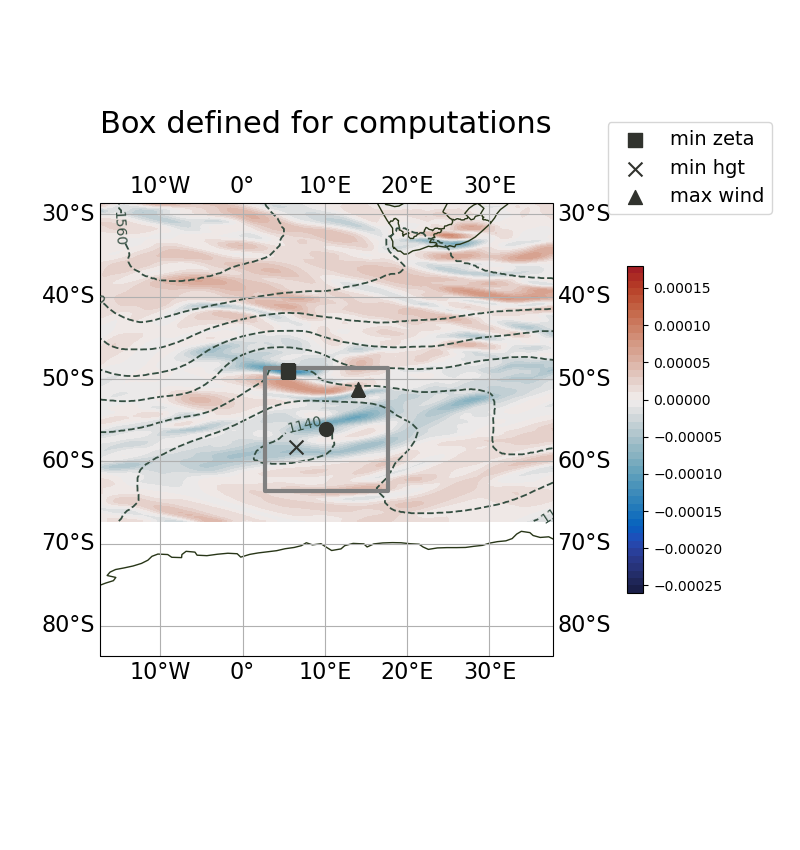 Box defined for computations
min zeta
min hgt
max wind
10°W 0° 10°E 20°E 30°E
30°S 30°S
1560
40°S 40°S
50°S 50°S
1140
60°S 60°S
70°S 70°S
80°S 80°S
10°W 0° 10°E 20°E 30°E
0.00015
0.00010
0.00005
0.00000
−0.00005
−0.00010
−0.00015
−0.00020
−0.00025